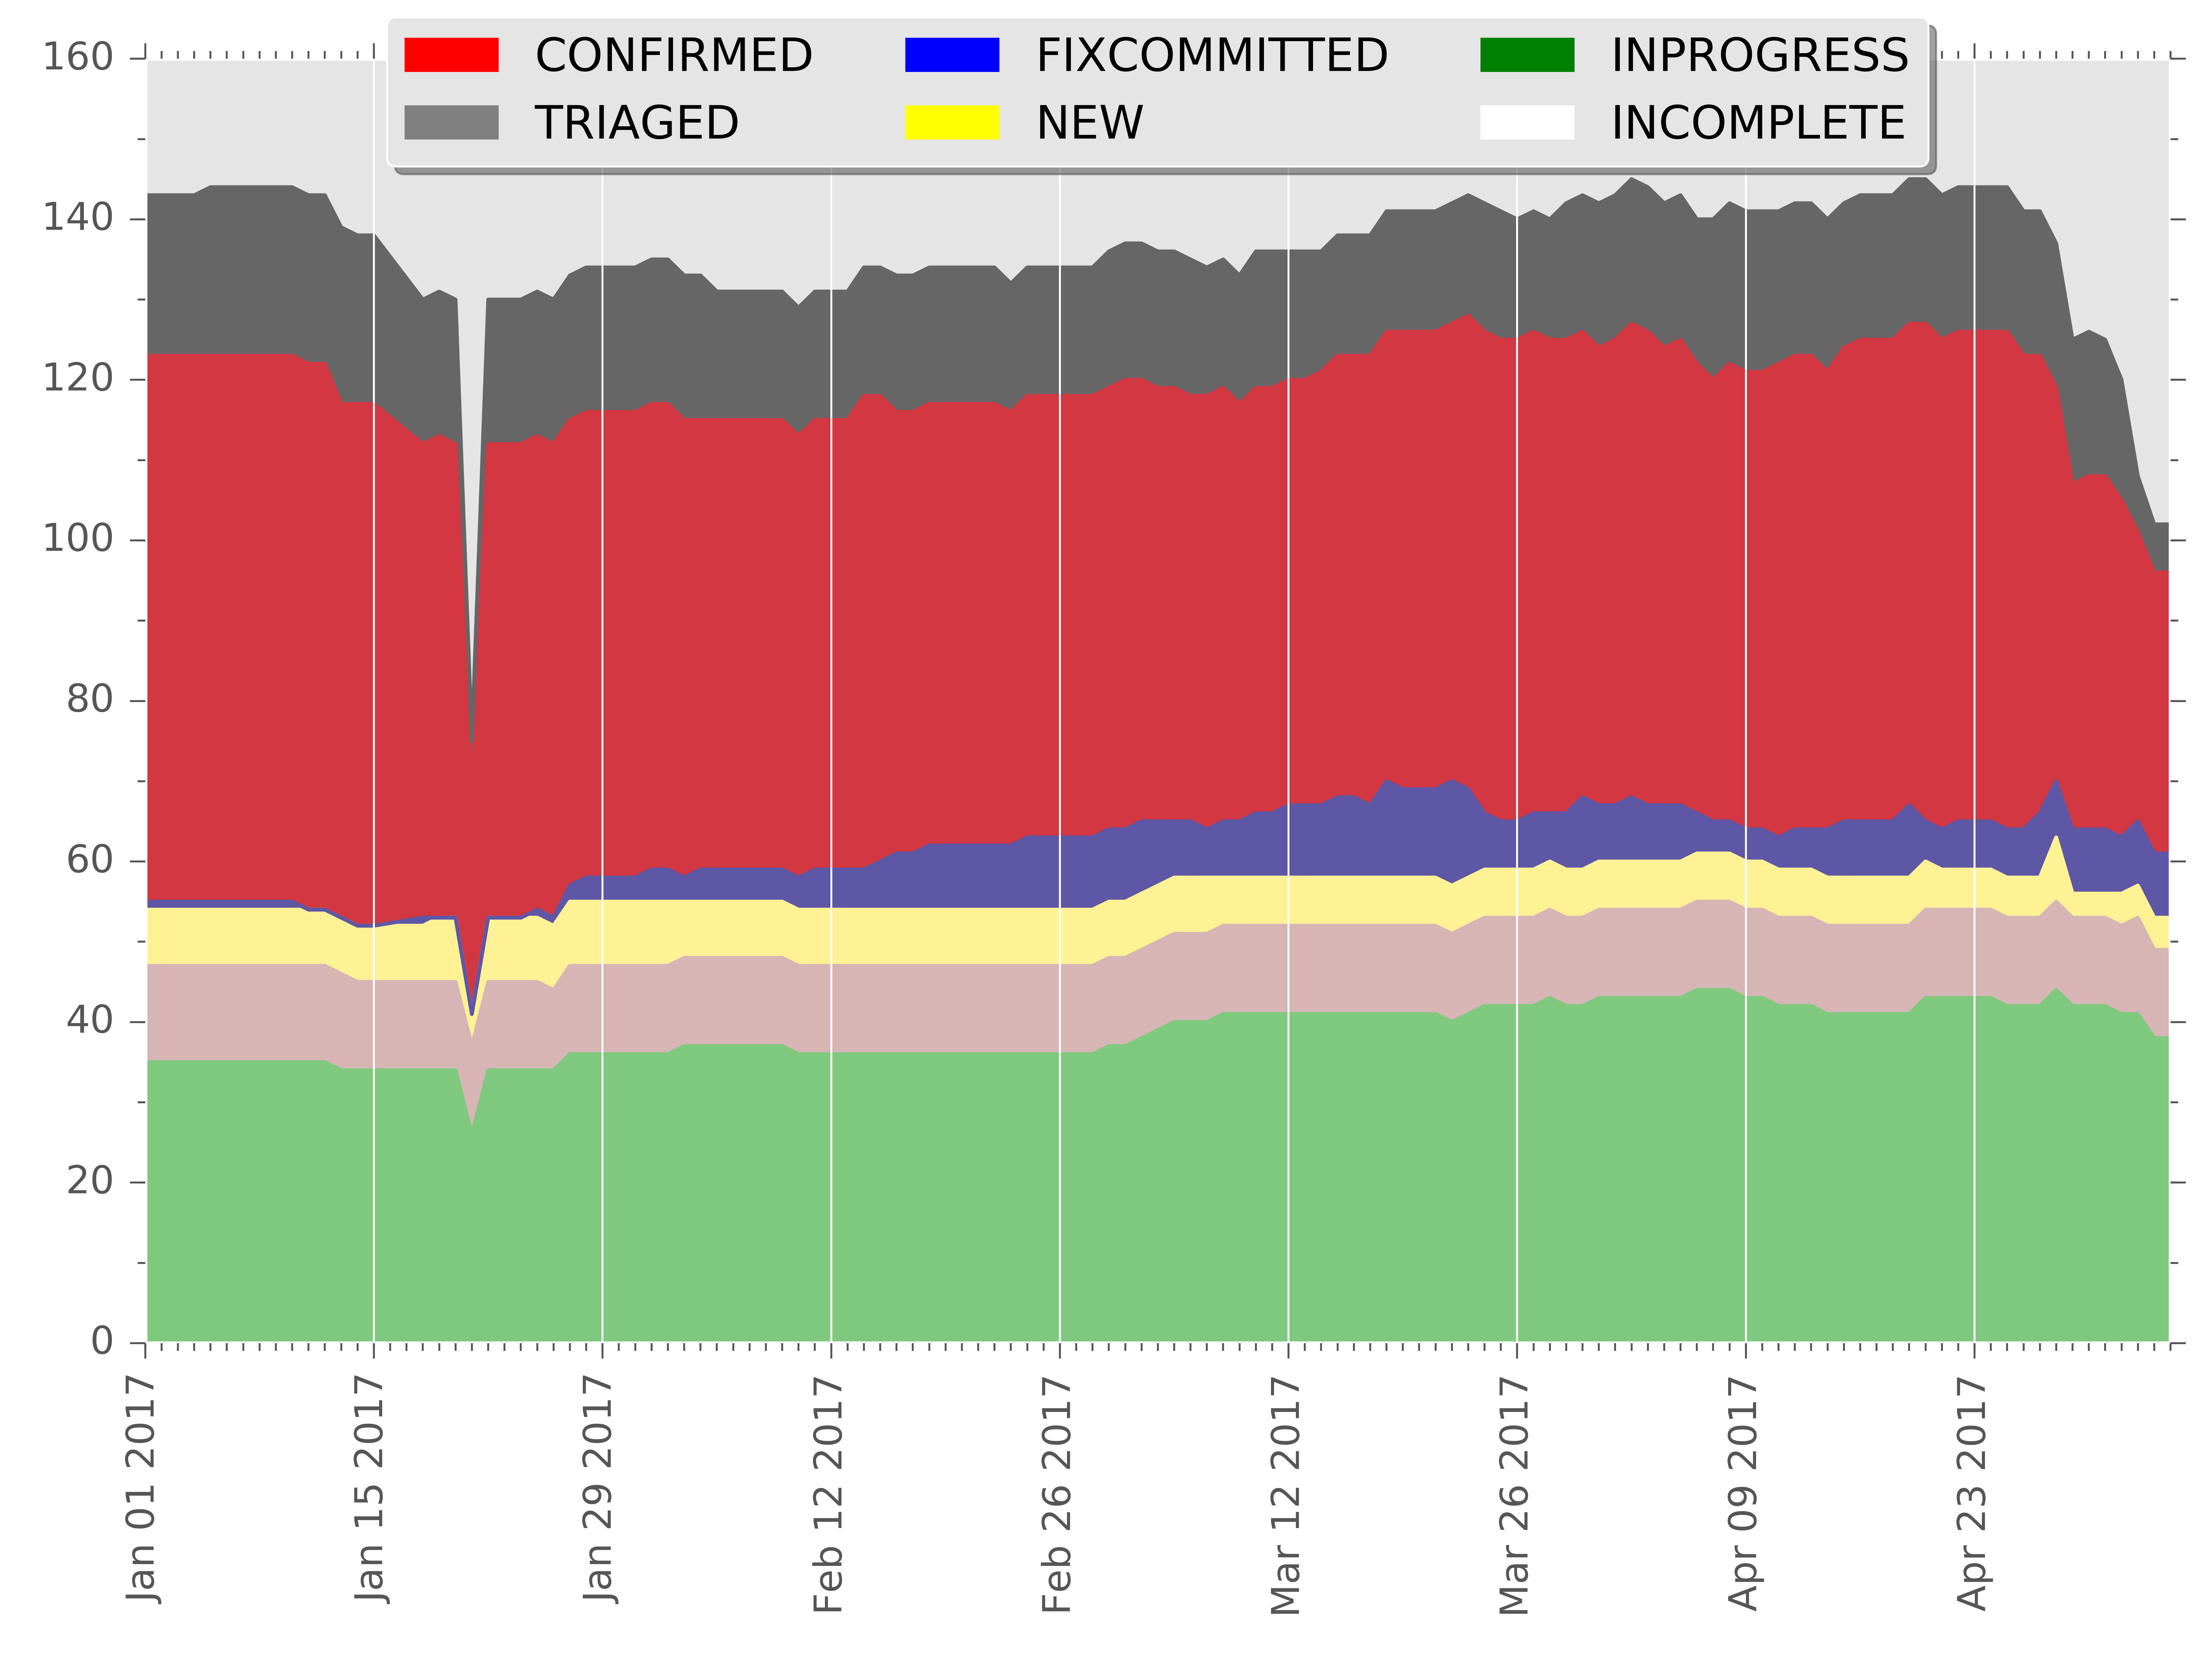 CONFIRMED FIXCOMMITTED INPROGRESS
TRIAGED NEW INCOMPLETE
160
140
120
100
80
60
40
20
0
Jan 01 2017
Jan 15 2017
Jan 29 2017
Feb 12 2017
Feb 26 2017
Mar 12 2017
Mar 26 2017
Apr 09 2017
Apr 23 2017